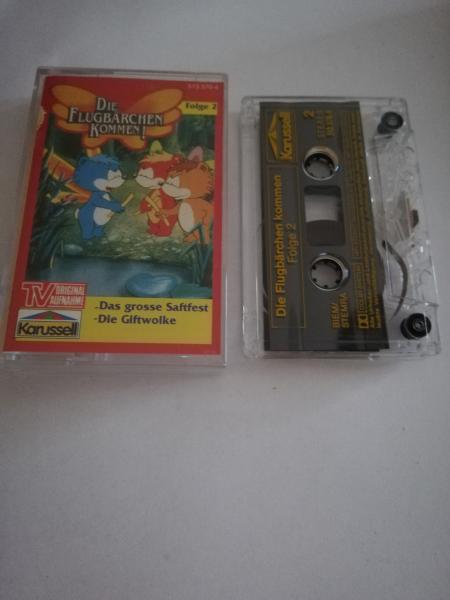 DIE
FLUGBÄRCHEN
KOMMEN!
Folge 2
TV ORIGINAL
AUFNAHME
-Das grosse Saftfest
-Die Giftwolke
Karussell
Karussell
2
Die Flugbärchen kommen
Folge 2
BIEM/
STEMRA